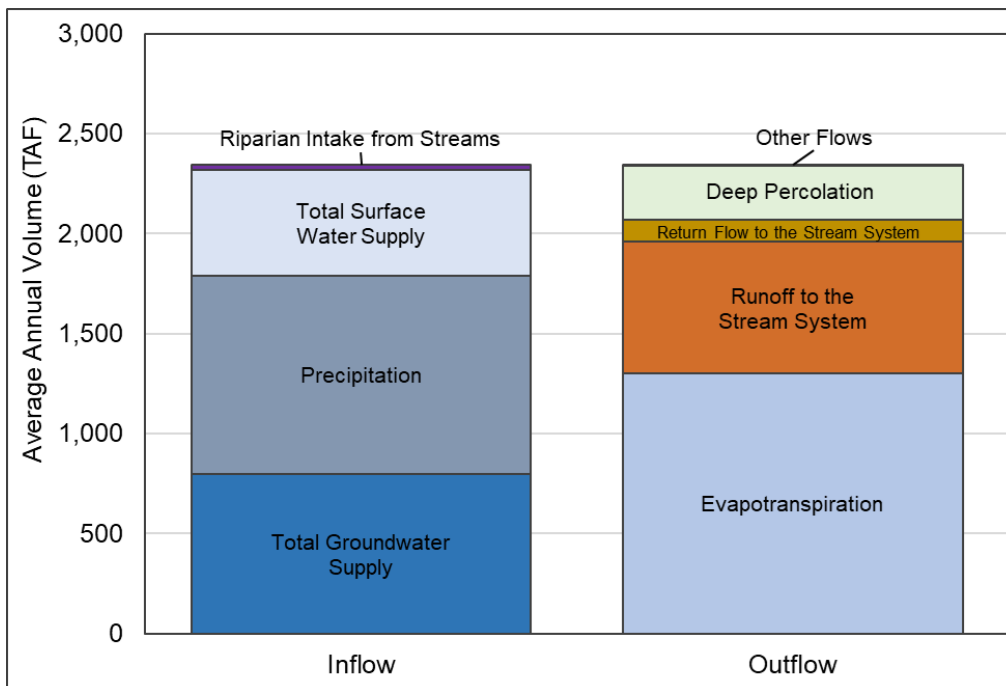 Average Annual Volume (TAF)
3,000
2,500
2,000
1,500
1,000
500
0
Riparian Intake from Streams
Total Surface
Water Supply
Precipitation
Total Groundwater
Supply
Inflow
Other Flows
Deep Percolation
Return Flow to the Stream System
Runoff to the
Stream System
Evapotranspiration
Outflow